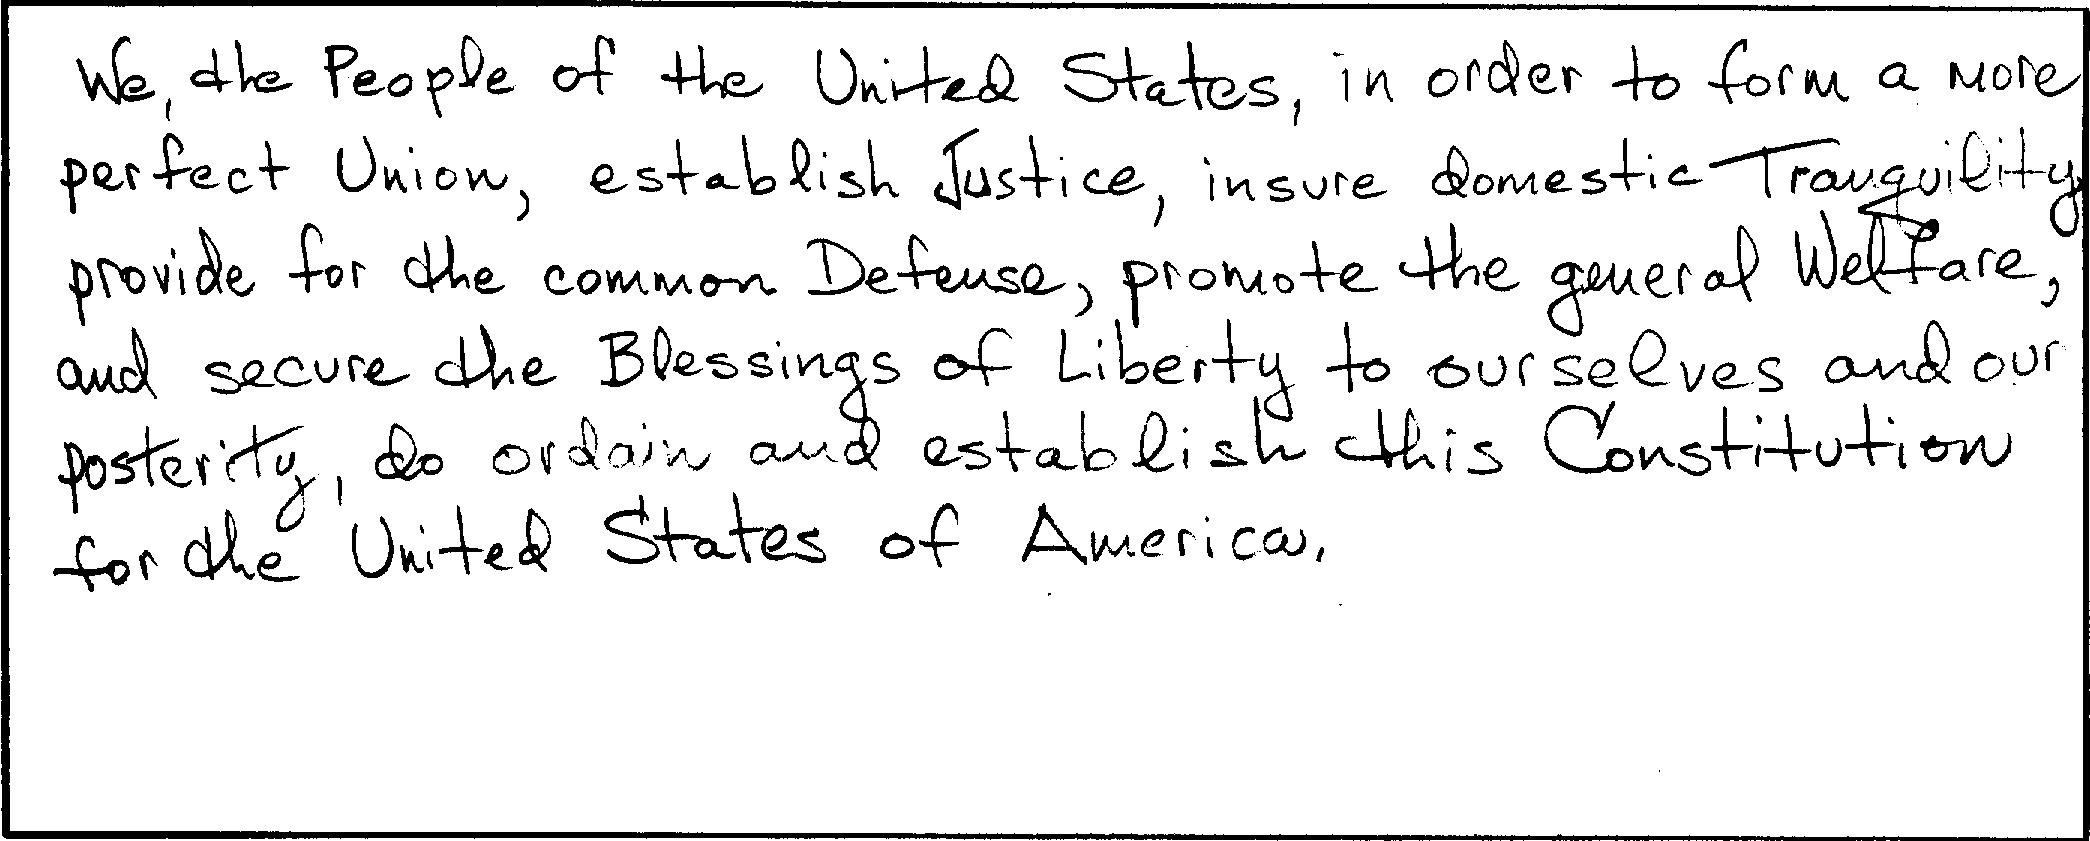 We, the People of the United States, in order to form a more
perfect Union, establish Justice, insure domestic Tranquility,
provide for the common Defense, promote the general Welfare,
and secure the Blessings of Liberty to ourselves and our
posterity, do ordain and establish this Constitution
for the United States of America.